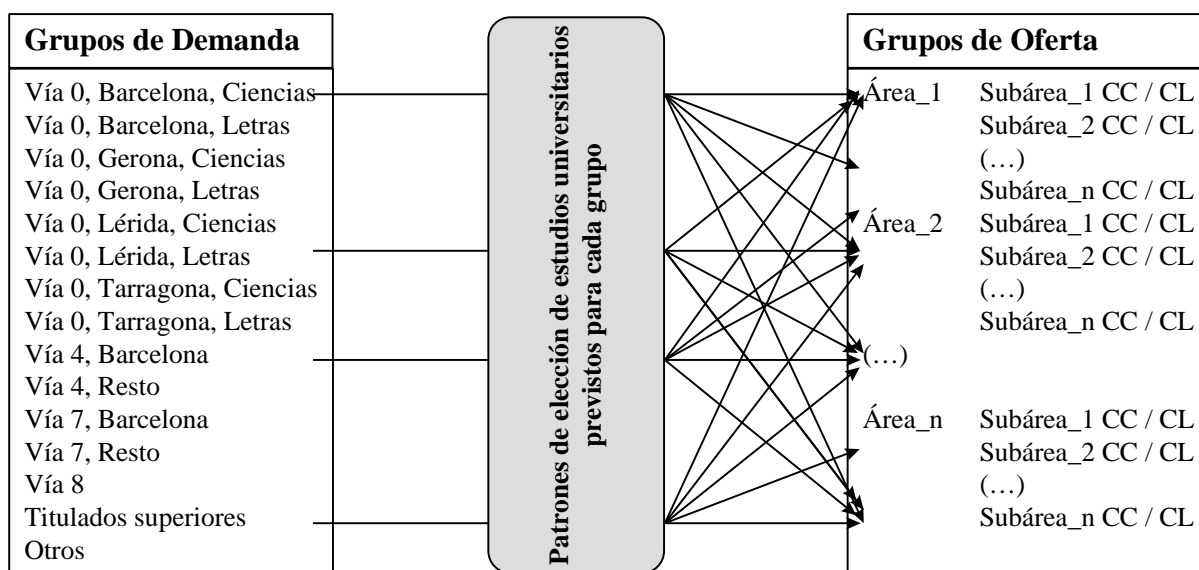 Grupos de Demanda
Vía 0, Barcelona, Ciencias
Vía 0, Barcelona, Letras
Vía 0, Gerona, Ciencias
Vía 0, Gerona, Letras
Vía 0, Lérida, Ciencias
Vía 0, Lérida, Letras
Vía 0, Tarragona, Ciencias
Vía 0, Tarragona, Letras
Vía 4, Barcelona
Vía 4, Resto
Vía 7, Barcelona
Vía 7, Resto
Vía 8
Titulados superiores
Otros
Patrones de elección de estudios universitarios
previstos para cada grupo
Grupos de Oferta
Área_1 Subárea_1 CC / CL
Subárea_2 CC / CL
(…)
Subárea_n CC / CL
Área_2 Subárea_1 CC / CL
Subárea_2 CC / CL
(…)
Subárea_n CC / CL
(…)
Área_n Subárea_1 CC / CL
Subárea_2 CC / CL
(…)
Subárea_n CC / CL